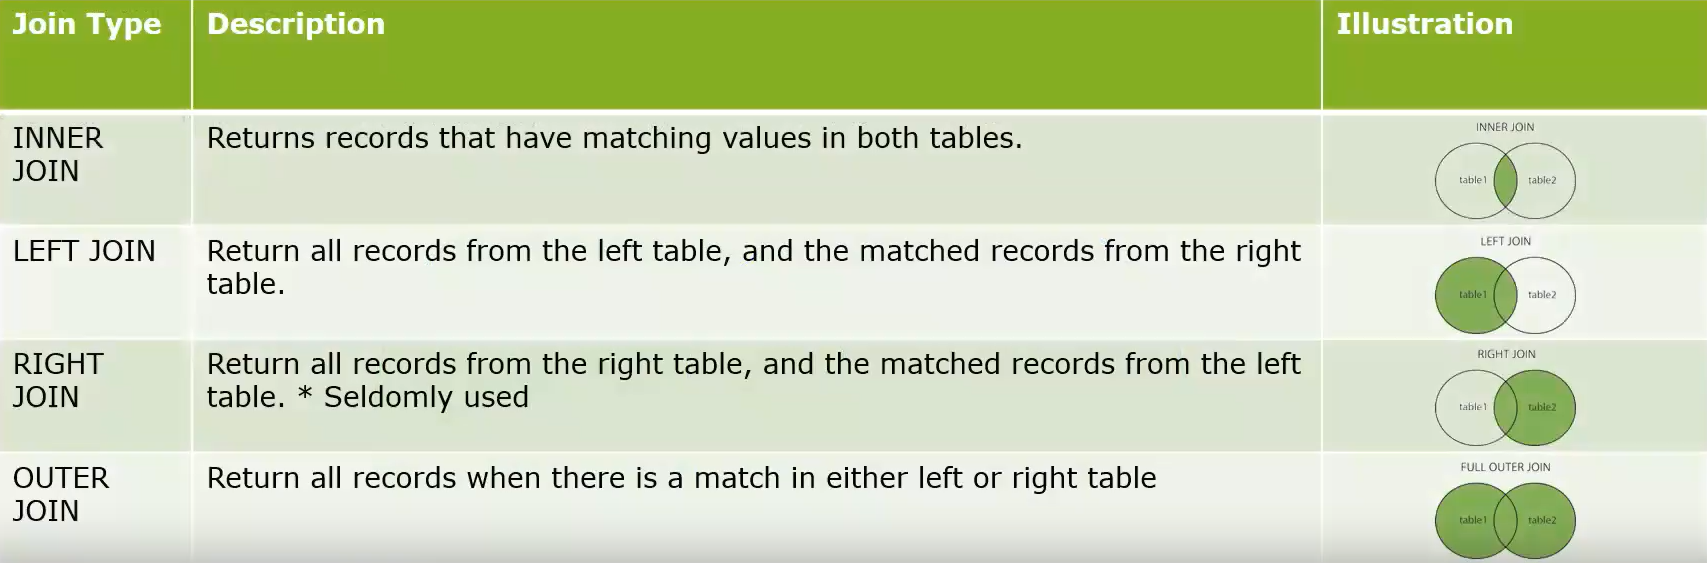 Join Type
Description
Illustration
INNER
JOIN
Returns records that have matching values in both tables.
INNER JOIN
table1
table2
LEFT JOIN
Return all records from the left table, and the matched records from the right
table.
LEFT JOIN
table1
table2
RIGHT
JOIN
Return all records from the right table, and the matched records from the left
table. * Seldomly used
RIGHT JOIN
table1
table2
OUTER
JOIN
Return all records when there is a match in either left or right table
FULL OUTER JOIN
table1
table2